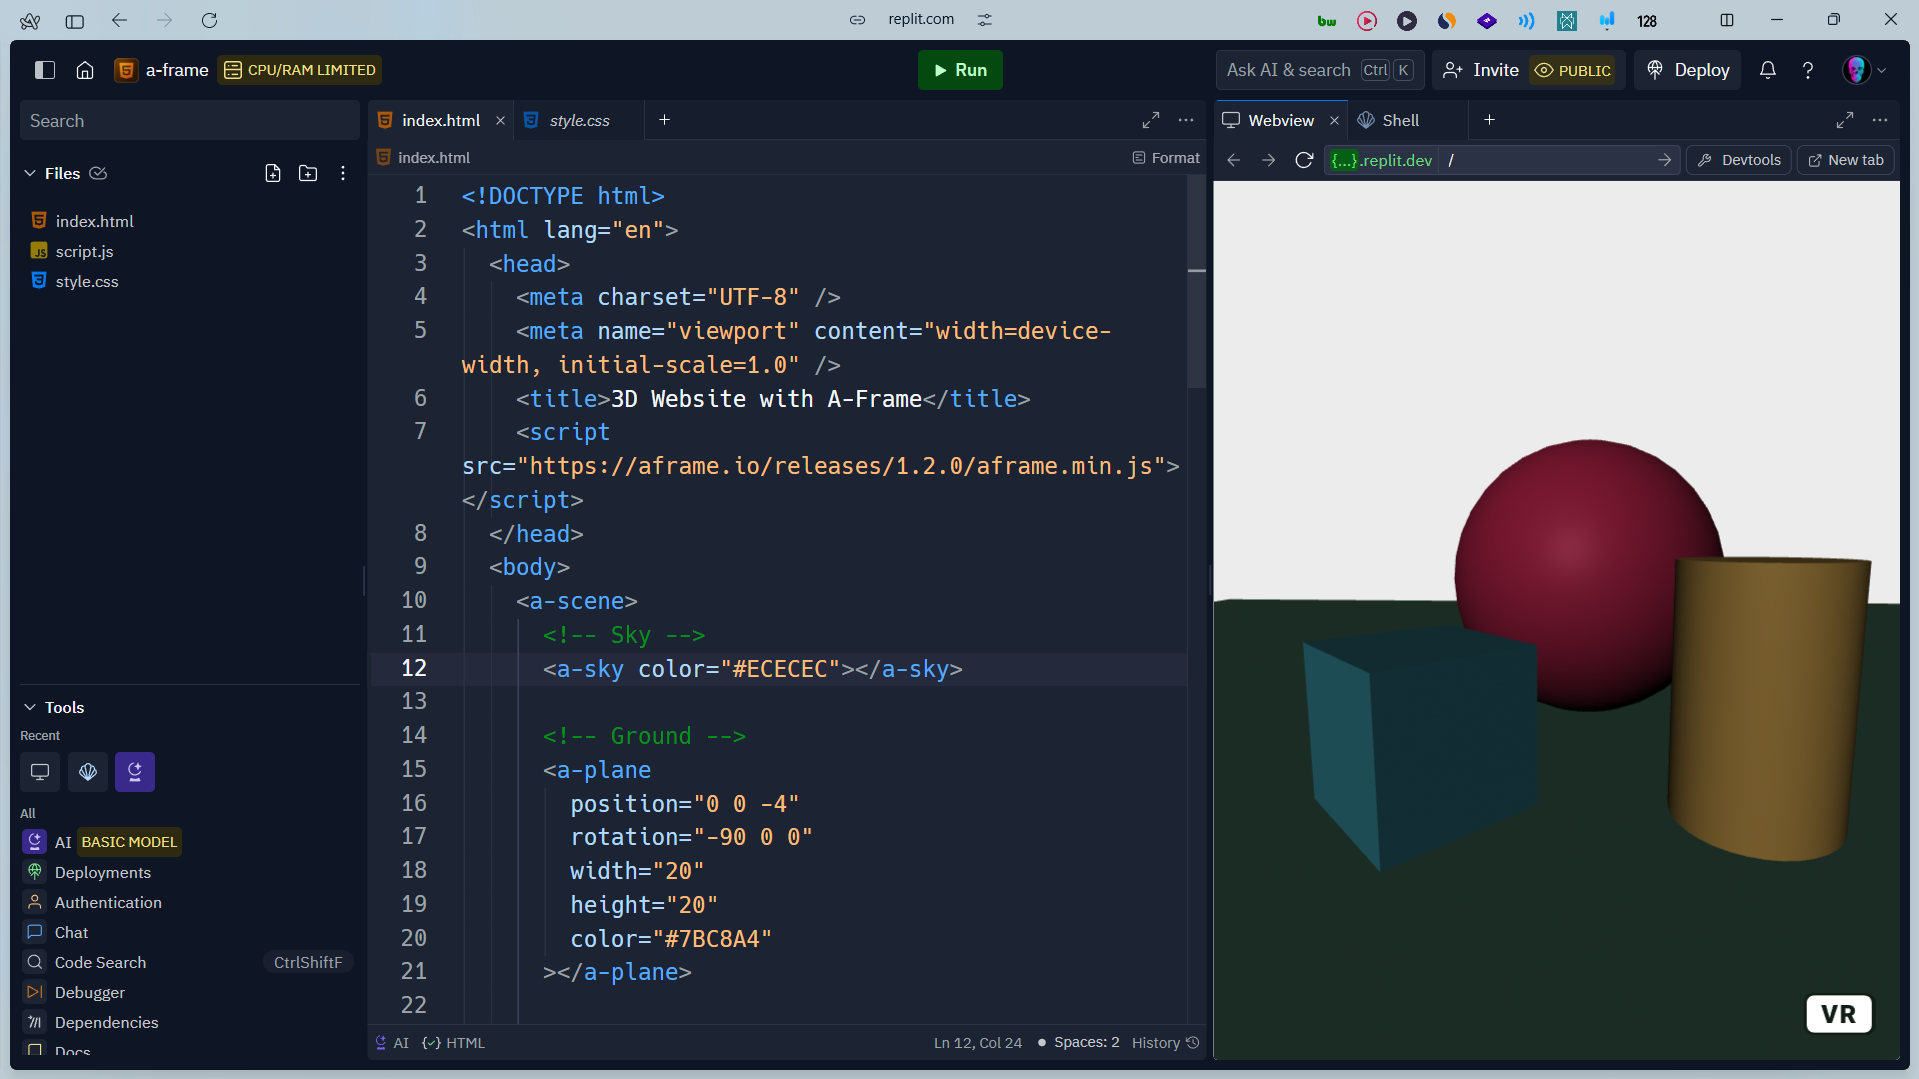 replit.com
bw
128
a-frame
CPU/RAM LIMITED
Run
Ask AI & search Ctrl K
Invite
PUBLIC
Deploy
Search
Files
index.html
script.js
style.css
Tools
Recent
All
AI BASIC MODEL
Deployments
Authentication
Chat
Code Search CtrlShiftF
Debugger
Dependencies
Docs
index.html
style.css
index.html
Format
1 <!DOCTYPE html>
2 <html lang="en">
3 <head>
4 <meta charset="UTF-8" />
5 <meta name="viewport" content="width=device-
width, initial-scale=1.0" />
6 <title>3D Website with A-Frame</title>
7 <script
src="https://aframe.io/releases/1.2.0/aframe.min.js">
</script>
8 </head>
9 <body>
10 <a-scene>
11 <!-- Sky -->
12 <a-sky color="#ECECEC"></a-sky>
13
14 <!-- Ground -->
15 <a-plane
16 position="0 0 -4"
17 rotation="-90 0 0"
18 width="20"
19 height="20"
20 color="#7BC8A4"
21 ></a-plane>
22
AI
HTML
Ln 12, Col 24
Spaces: 2
History
Webview
Shell
{...}.replit.dev
/
Devtools
New tab
VR